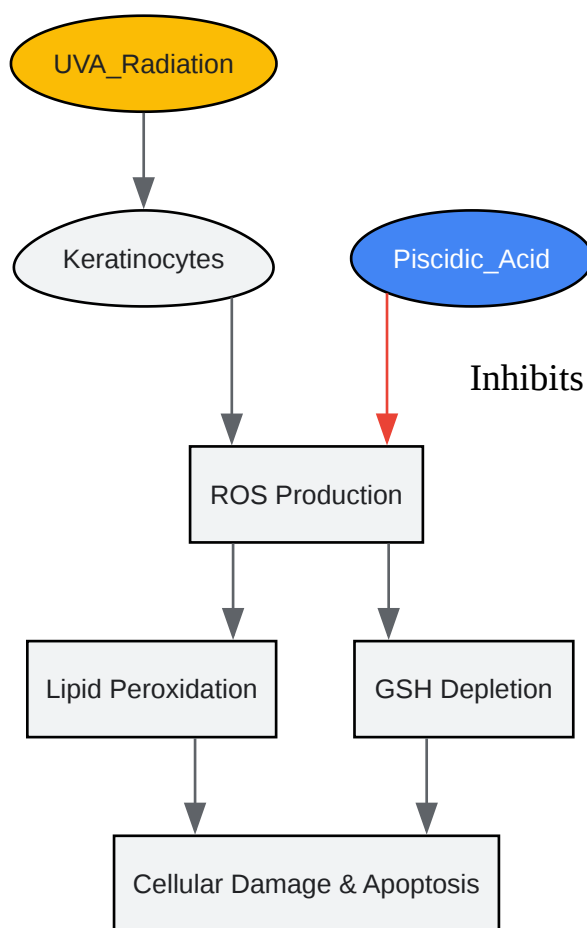 UVA_Radiation
Keratinocytes
Piscidic_Acid
Inhibits
ROS Production
Lipid Peroxidation
GSH Depletion
Cellular Damage & Apoptosis